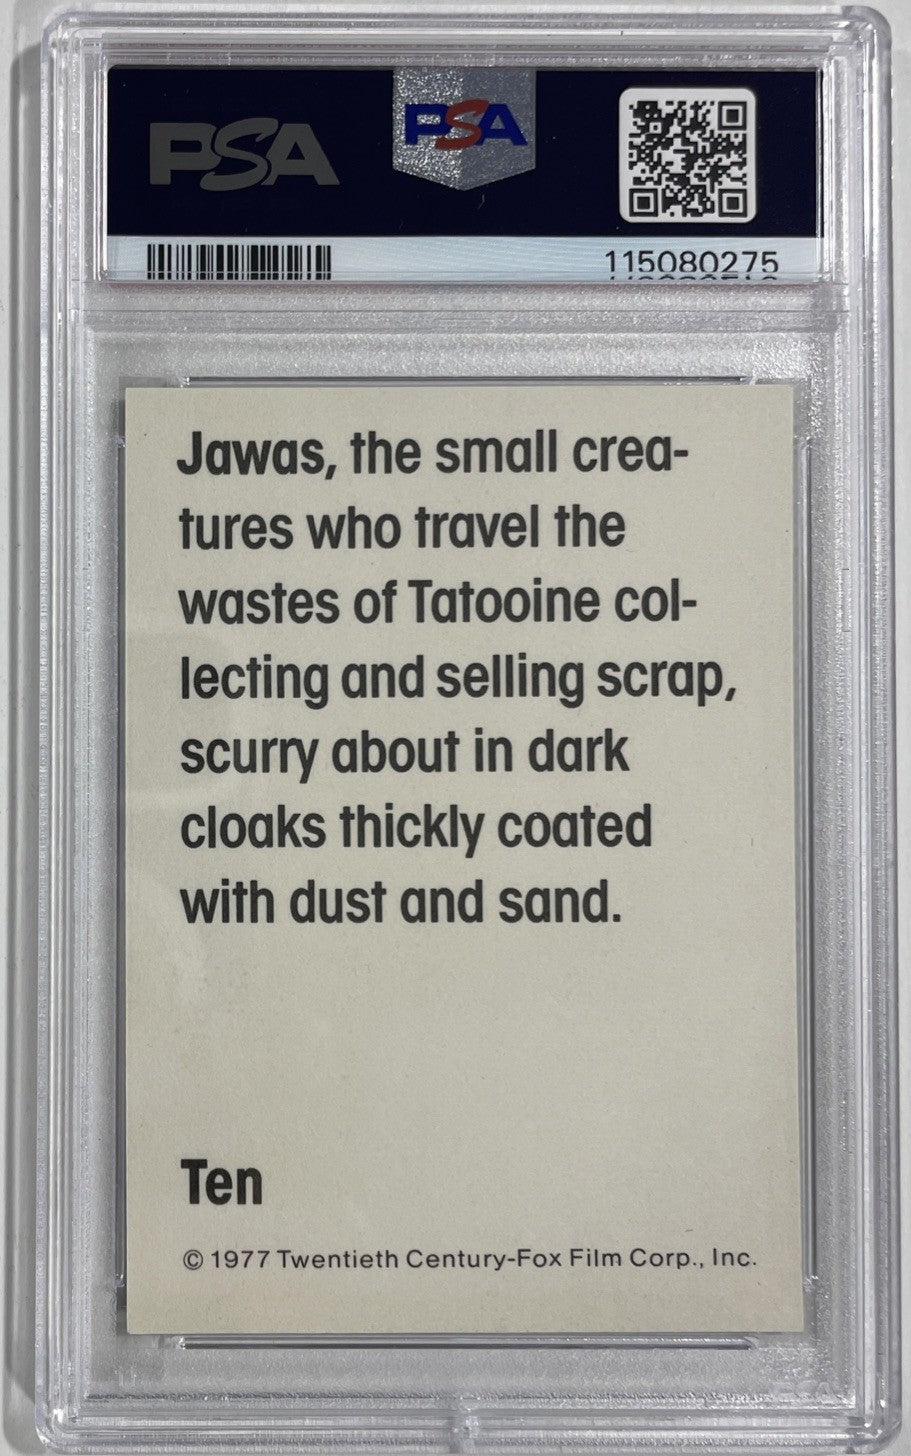 PSA
PSA
115080275
Jawas, the small crea-
tures who travel the
wastes of Tatooine col-
lecting and selling scrap,
scurry about in dark
cloaks thickly coated
with dust and sand.
Ten
© 1977 Twentieth Century-Fox Film Corp., Inc.